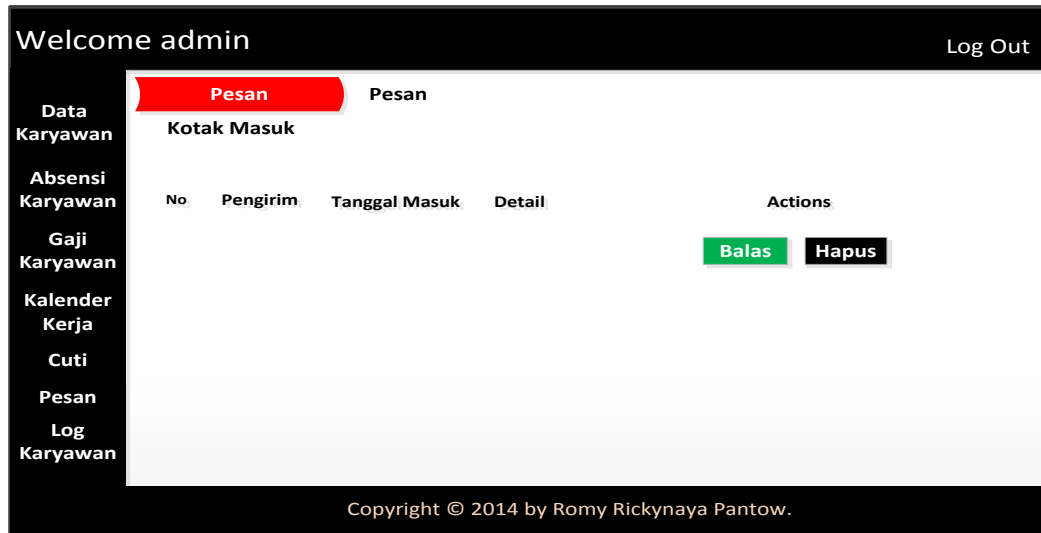 Welcome admin
Log Out
Data
Karyawan
Absensi
Karyawan
Gaji
Karyawan
Kalender
Kerja
Cuti
Pesan
Log
Karyawan
Pesan Pesan
Kotak Masuk
No Pengirim Tanggal Masuk Detail Actions
Balas Hapus
Copyright © 2014 by Romy Rickynaya Pantow.